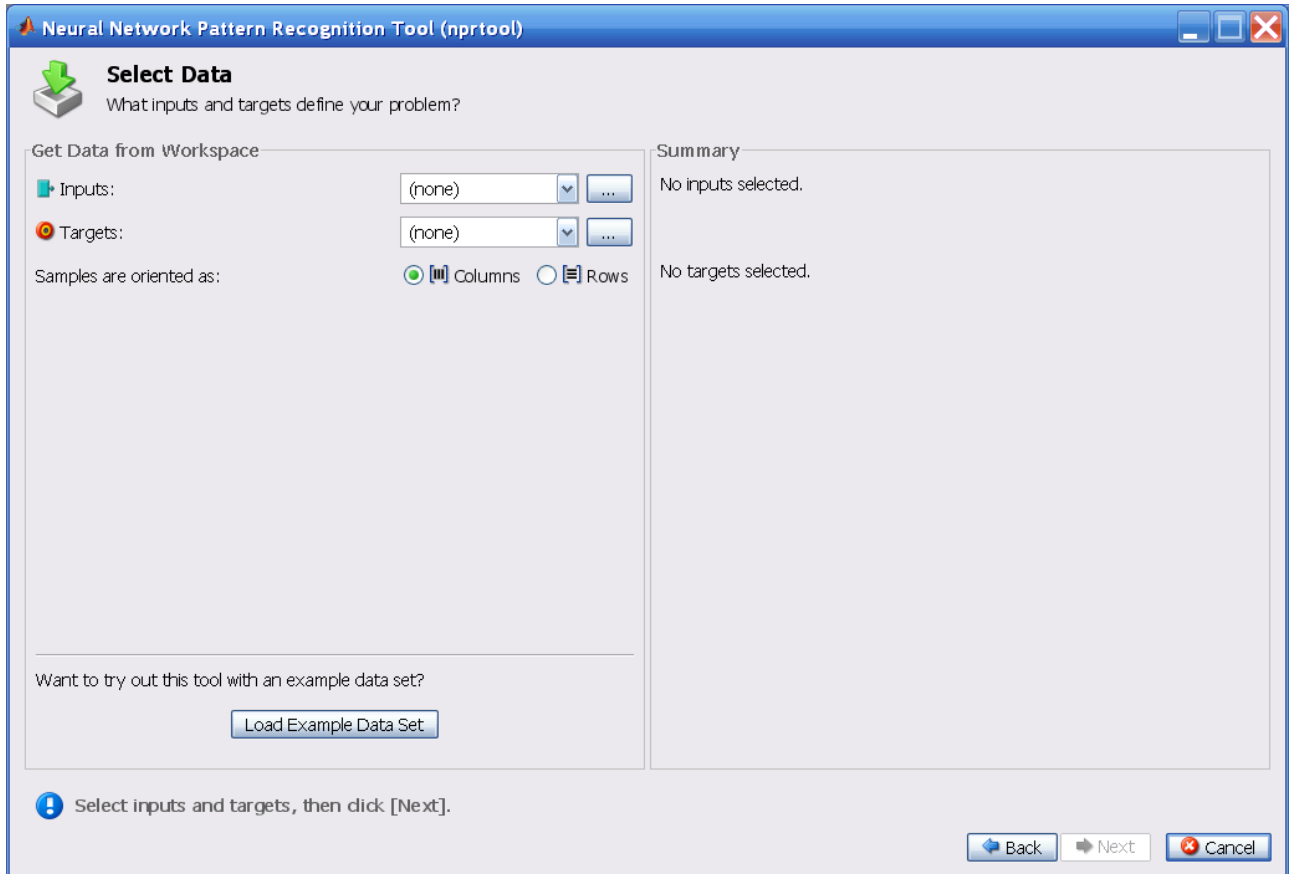 Neural Network Pattern Recognition Tool (nprtool)
Select Data
What inputs and targets define your problem?
Get Data from Workspace
Inputs: (none) ...
Targets: (none) ...
Samples are oriented as: Columns Rows
Want to try out this tool with an example data set?
Load Example Data Set
Summary
No inputs selected.
No targets selected.
Select inputs and targets, then click [Next].
Back Next Cancel